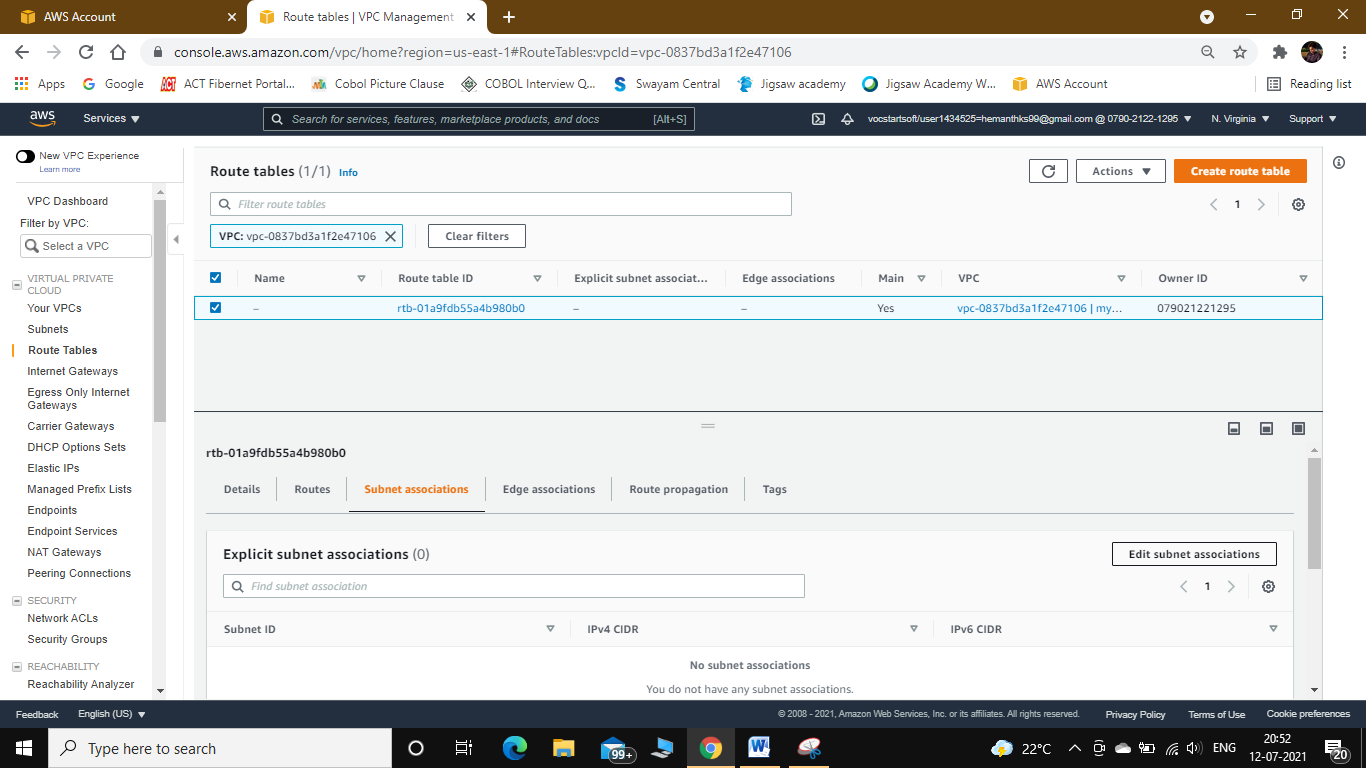 AWS Account
Route tables | VPC Management
console.aws.amazon.com/vpc/home?region=us-east-1#RouteTables:vpcId=vpc-0837bd3a1f2e47106
Apps Google ACT Fibernet Portal... Cobol Picture Clause COBOL Interview Q... Swayam Central Jigsaw academy Jigsaw Academy W... AWS Account Reading list
aws Services Search for services, features, marketplace products, and docs [Alt+S] vocstartsoft/user1434525=hemanthks99@gmail.com @ 0790-2122-1295 N. Virginia Support
New VPC Experience
Learn more
VPC Dashboard
Filter by VPC:
Select a VPC
VIRTUAL PRIVATE
CLOUD
Your VPCs
Subnets
Route Tables
Internet Gateways
Egress Only Internet
Gateways
Carrier Gateways
DHCP Options Sets
Elastic IPs
Managed Prefix Lists
Endpoints
Endpoint Services
NAT Gateways
Peering Connections
SECURITY
Network ACLs
Security Groups
REACHABILITY
Reachability Analyzer
Route tables (1/1) Info
Actions
Create route table
Filter route tables
1
VPC: vpc-0837bd3a1f2e47106
Clear filters
Name Route table ID Explicit subnet associat... Edge associations Main VPC Owner ID
– rtb-01a9fdb55a4b980b0 – – Yes vpc-0837bd3a1f2e47106 | my... 079021221295
rtb-01a9fdb55a4b980b0
Details Routes Subnet associations Edge associations Route propagation Tags
Explicit subnet associations (0)
Edit subnet associations
Find subnet association
1
Subnet ID IPv4 CIDR IPv6 CIDR
No subnet associations
You do not have any subnet associations.
Feedback English (US) © 2008 - 2021, Amazon Web Services, Inc. or its affiliates. All rights reserved. Privacy Policy Terms of Use Cookie preferences
Type here to search
99+
22°C
ENG
20:52
12-07-2021
20